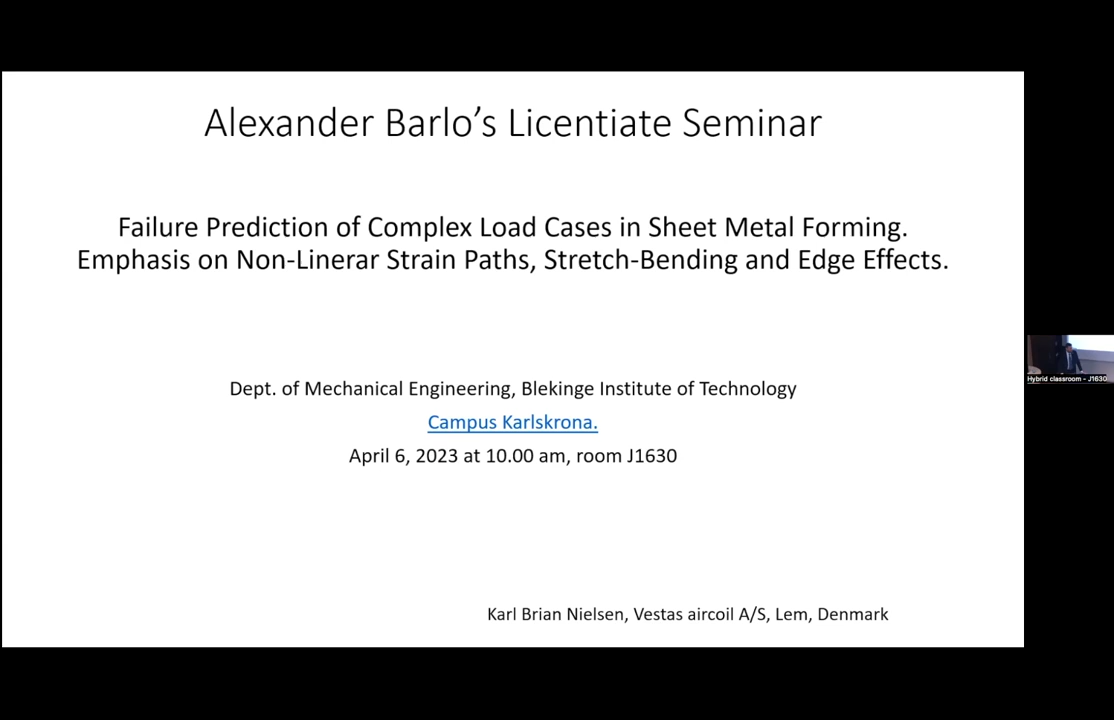 Alexander Barlo’s Licentiate Seminar
Failure Prediction of Complex Load Cases in Sheet Metal Forming.
Emphasis on Non-Linerar Strain Paths, Stretch-Bending and Edge Effects.
Dept. of Mechanical Engineering, Blekinge Institute of Technology
Campus Karlskrona.
April 6, 2023 at 10.00 am, room J1630
Hybrid classroom - J1630
Karl Brian Nielsen, Vestas aircoil A/S, Lem, Denmark